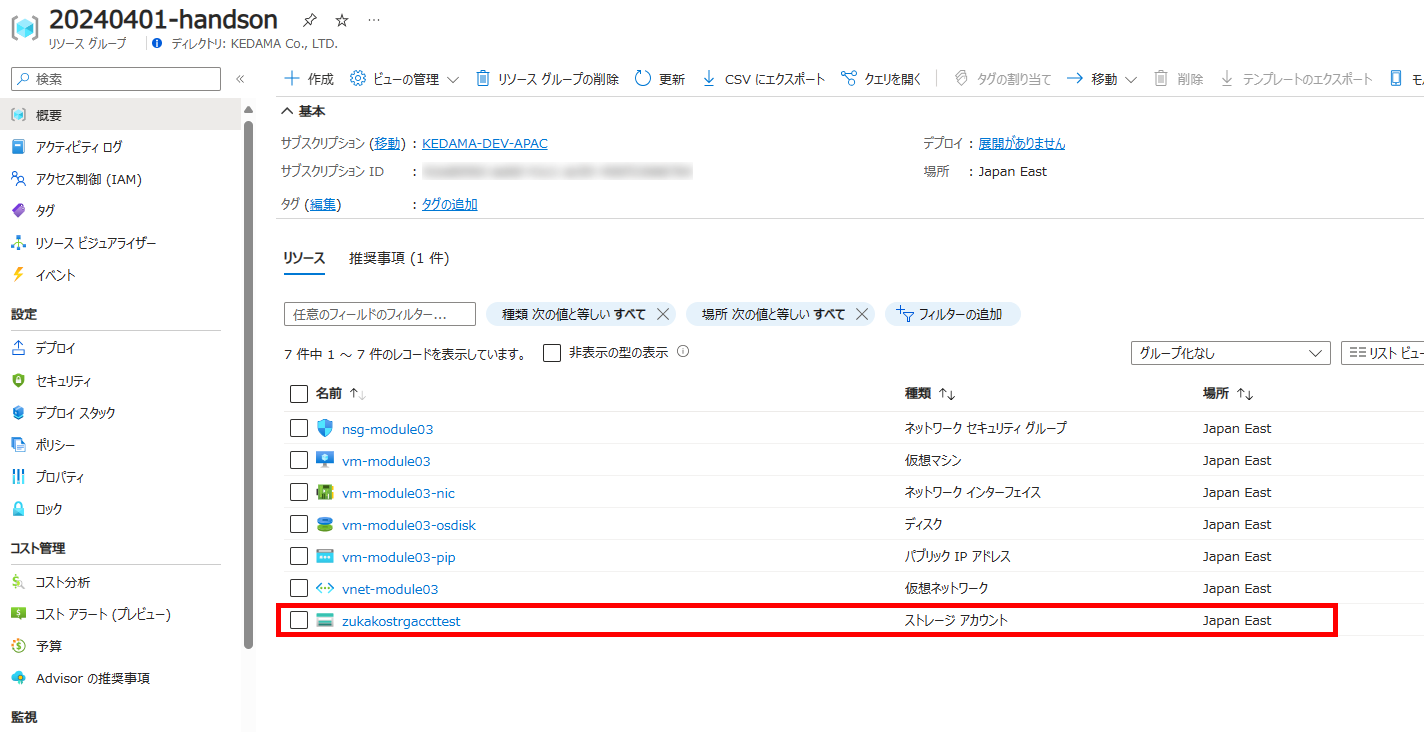 20240401-handson
リソース グループ ディレクトリ: KEDAMA Co., LTD.
検索
作成 ビューの管理 リソース グループの削除 更新 CSV にエクスポート クエリを開く タグの割り当て 移動 削除 テンプレートのエクスポート
概要
アクティビティ ログ
アクセス制御 (IAM)
タグ
リソース ビジュアライザー
イベント
設定
デプロイ
セキュリティ
デプロイ スタック
ポリシー
プロパティ
ロック
コスト管理
コスト分析
コスト アラート (プレビュー)
予算
Advisor の推奨事項
監視
基本
サブスクリプション (移動) : KEDAMA-DEV-APAC
サブスクリプション ID :
タグ (編集) : タグの追加
デプロイ : 展開がありません
場所 : Japan East
リソース 推奨事項 (1 件)
任意のフィールドのフィルター... 種類 次の値と等しい すべて 場所 次の値と等しい すべて フィルターの追加
7 件中 1 ～ 7 件のレコードを表示しています。 非表示の型の表示 グループ化なし リスト ビュー
名前 種類 場所
nsg-module03 ネットワーク セキュリティ グループ Japan East
vm-module03 仮想マシン Japan East
vm-module03-nic ネットワーク インターフェイス Japan East
vm-module03-osdisk ディスク Japan East
vm-module03-pip パブリック IP アドレス Japan East
vnet-module03 仮想ネットワーク Japan East
zukakostrgaccttest ストレージ アカウント Japan East